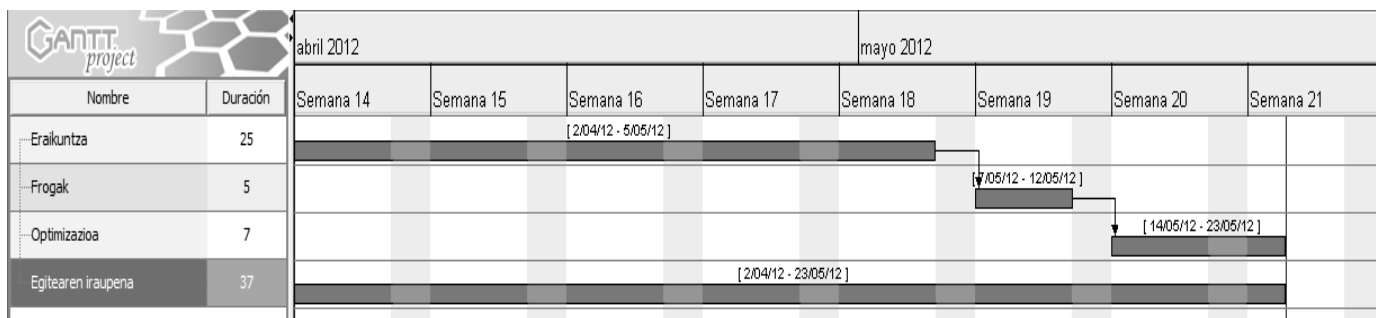 GANTT
project
abril 2012
mayo 2012
Nombre
Duración
Semana 14
Semana 15
Semana 16
Semana 17
Semana 18
Semana 19
Semana 20
Semana 21
Eraikuntza
25
[ 2/04/12 - 5/05/12 ]
Frogak
5
[ 7/05/12 - 12/05/12 ]
Optimizazioa
7
[ 14/05/12 - 23/05/12 ]
Egitearen iraupena
37
[ 2/04/12 - 23/05/12 ]